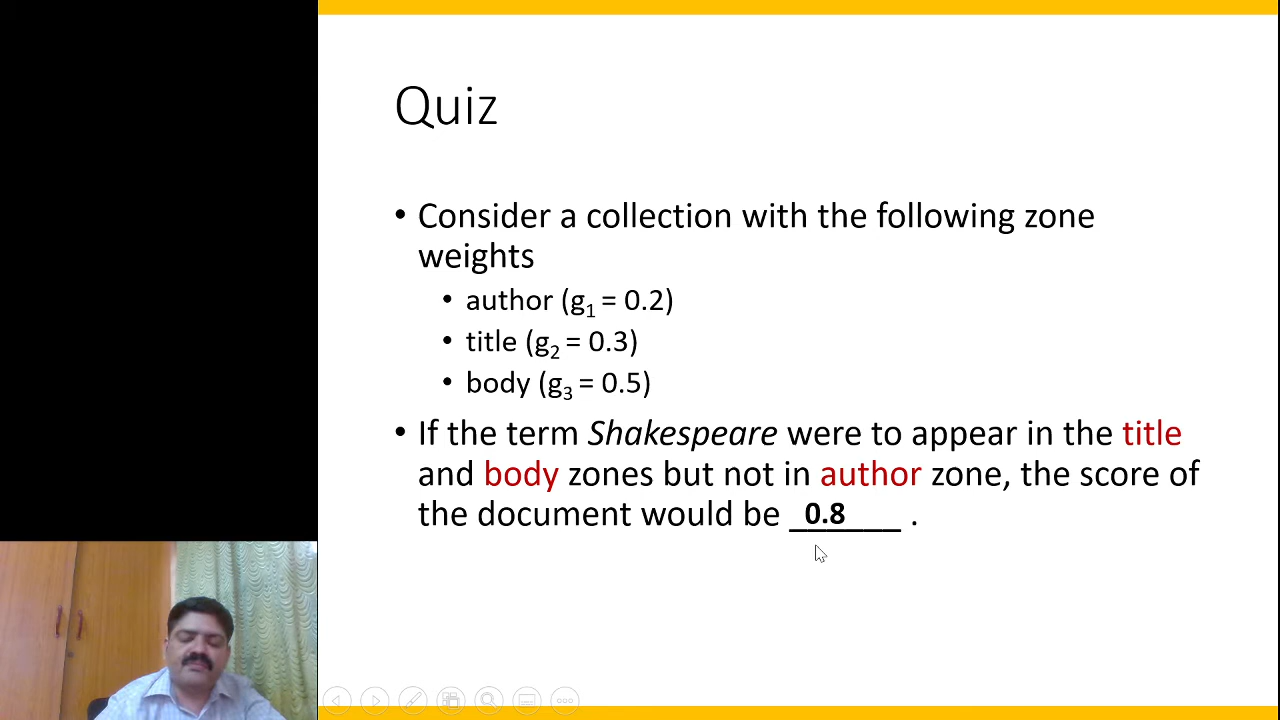 Quiz
• Consider a collection with the following zone
weights
• author (g₁ = 0.2)
• title (g₂ = 0.3)
• body (g₃ = 0.5)
• If the term Shakespeare were to appear in the title
and body zones but not in author zone, the score of
the document would be __0.8____ .